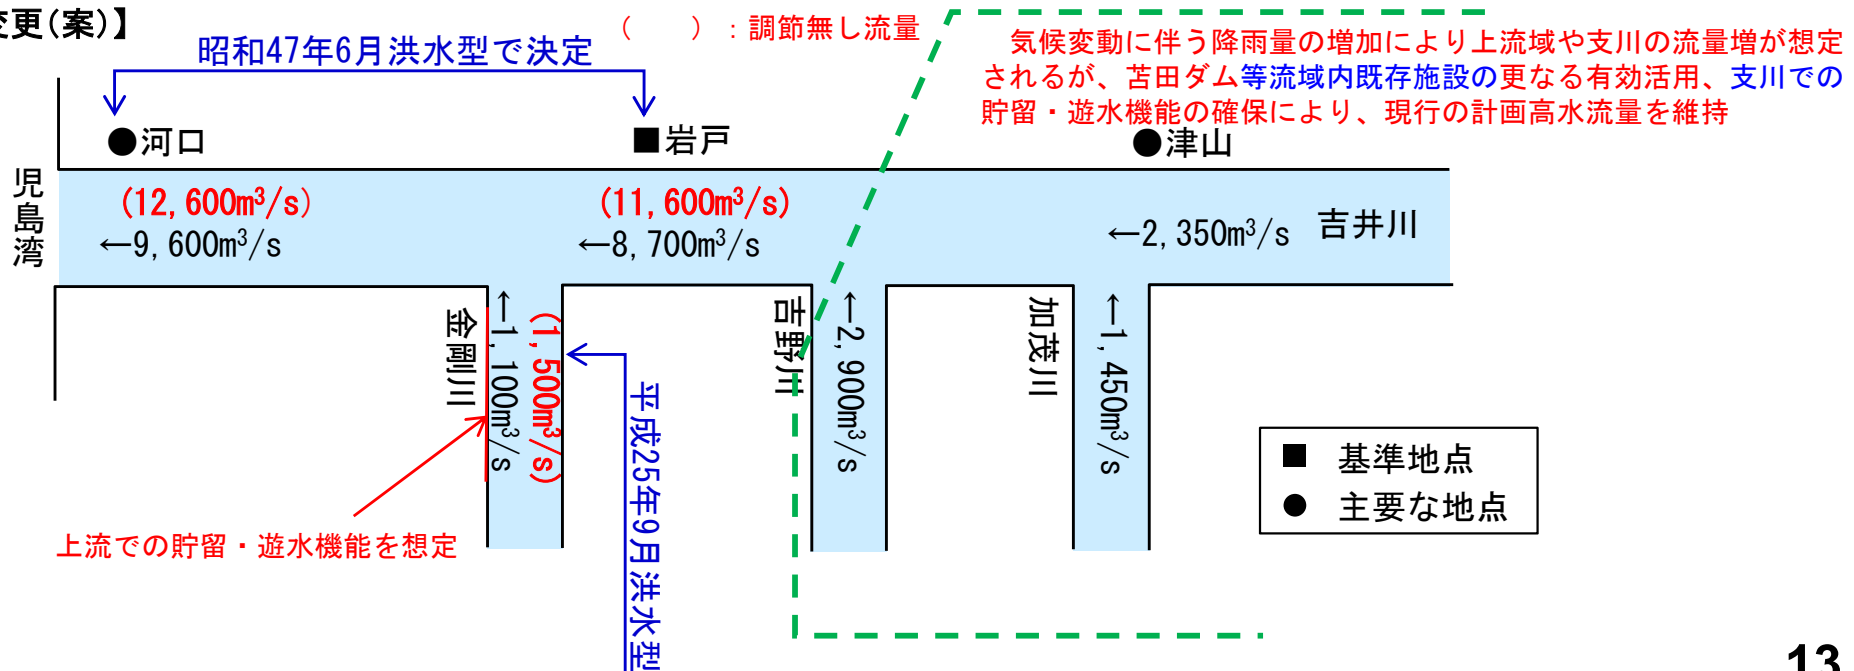 変更(案)】
(　　):調節無し流量
昭和47年6月洪水型で決定
気候変動に伴う降雨量の増加により上流域や支川の流量増が想定
されるが、苫田ダム等流域内既存施設の更なる有効活用、支川での
貯留・遊水機能の確保により、現行の計画高水流量を維持
●河口
■岩戸
●津山
児島湾
(12,600m³/s)
(11,600m³/s)
←9,600m³/s
←8,700m³/s
←2,350m³/s
吉井川
金剛川
←1,100m³/s
(1,500m³/s)
吉野川
←2,900m³/s
加茂川
←1,450m³/s
平成25年9月洪水型
上流での貯留・遊水機能を想定
■ 基準地点
● 主要な地点
13